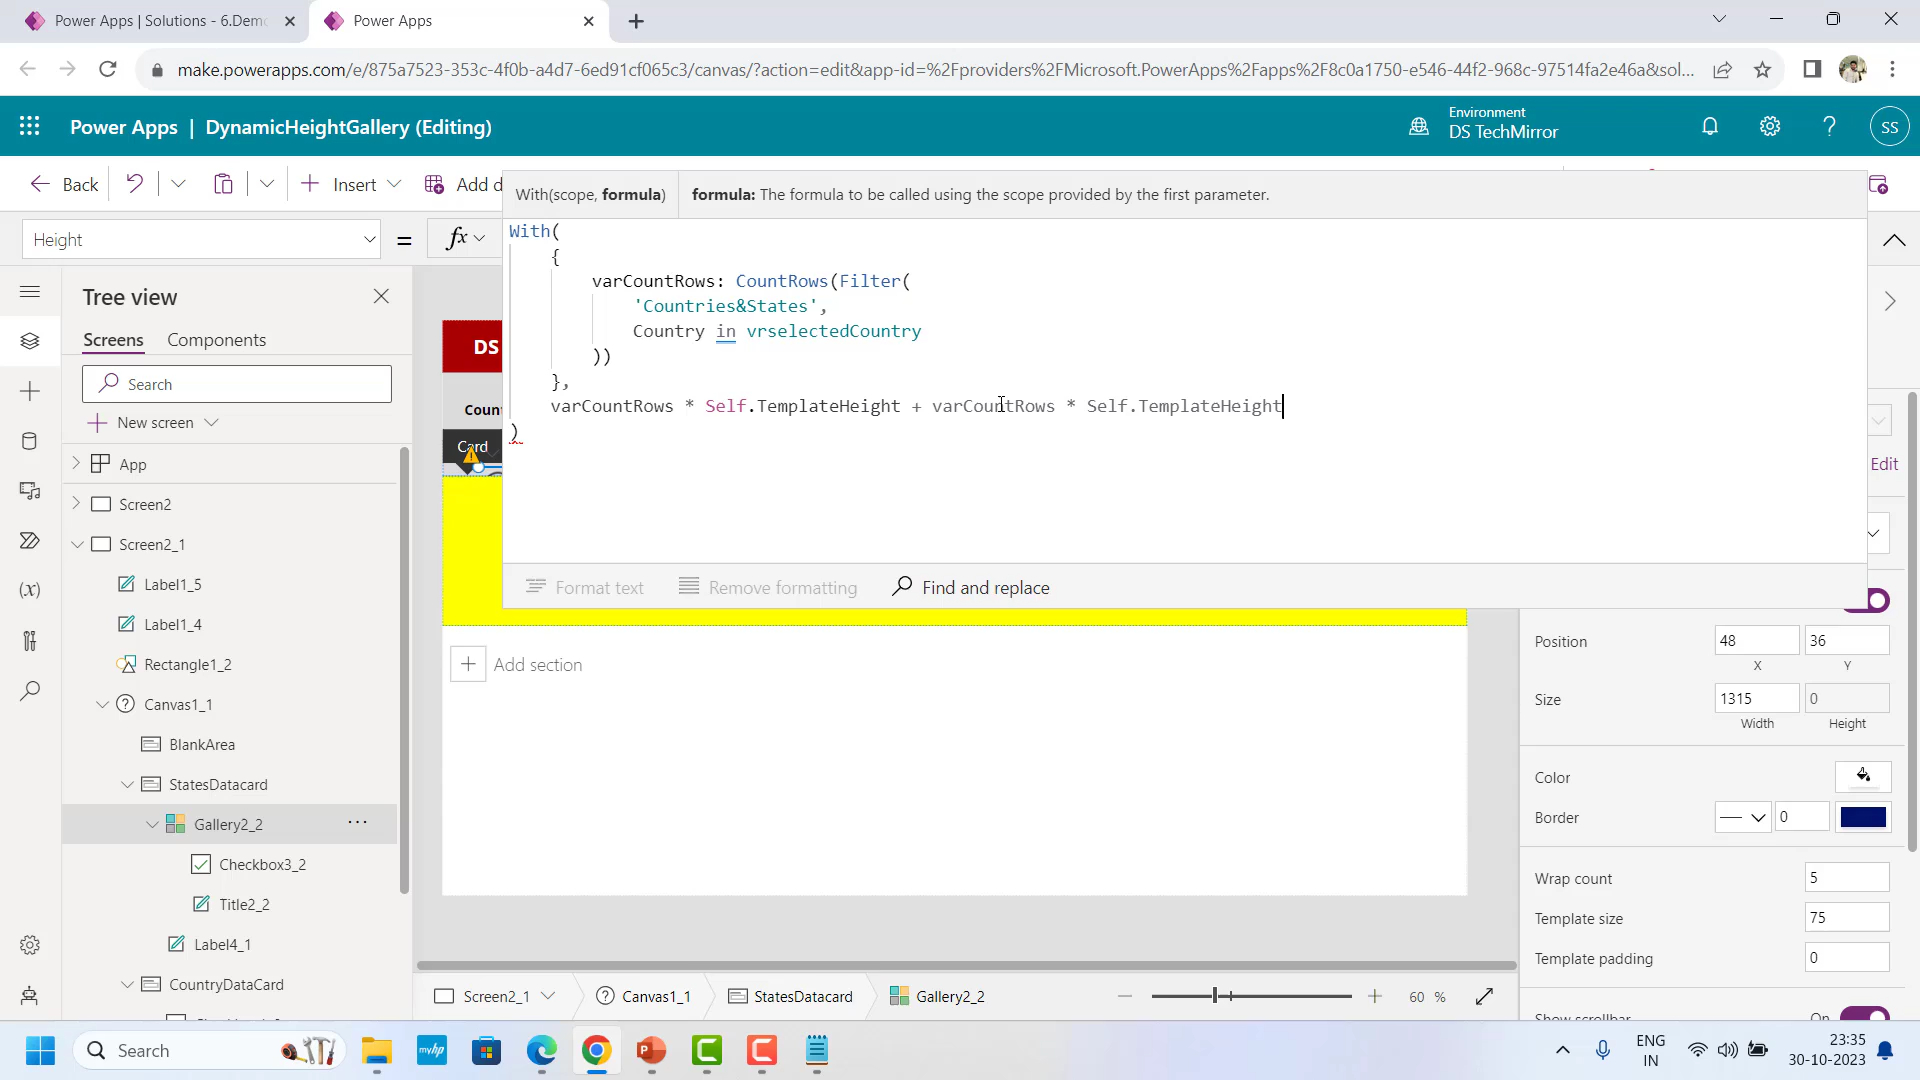 Power Apps | Solutions - 6.Demo
Power Apps
make.powerapps.com/e/875a7523-353c-4f0b-a4d7-6ed91cf065c3/canvas/?action=edit&app-id=%2Fproviders%2FMicrosoft.PowerApps%2Fapps%2F8c0a1750-e546-44f2-968c-97514fa2e46a&sol...
Power Apps | DynamicHeightGallery (Editing)
Environment
DS TechMirror
SS
Back
Insert
Add d
With(scope, formula)
formula: The formula to be called using the scope provided by the first parameter.
Height
=
fx
With(
{
varCountRows: CountRows(Filter(
'Countries&States',
Country in vrselectedCountry
))
},
varCountRows * Self.TemplateHeight + varCountRows * Self.TemplateHeight
)
Format text
Remove formatting
Find and replace
Tree view
Screens
Components
Search
New screen
App
Screen2
Screen2_1
Label1_5
Label1_4
Rectangle1_2
Canvas1_1
BlankArea
StatesDatacard
Gallery2_2
Checkbox3_2
Title2_2
Label4_1
CountryDataCard
DS
Coun
Card
Add section
Edit
Position
48
36
X
Y
Size
1315
0
Width
Height
Color
Border
0
Wrap count
5
Template size
75
Template padding
0
Show scrollbar
On
Screen2_1
Canvas1_1
StatesDatacard
Gallery2_2
60 %
Search
myhp
ENG
IN
23:35
30-10-2023